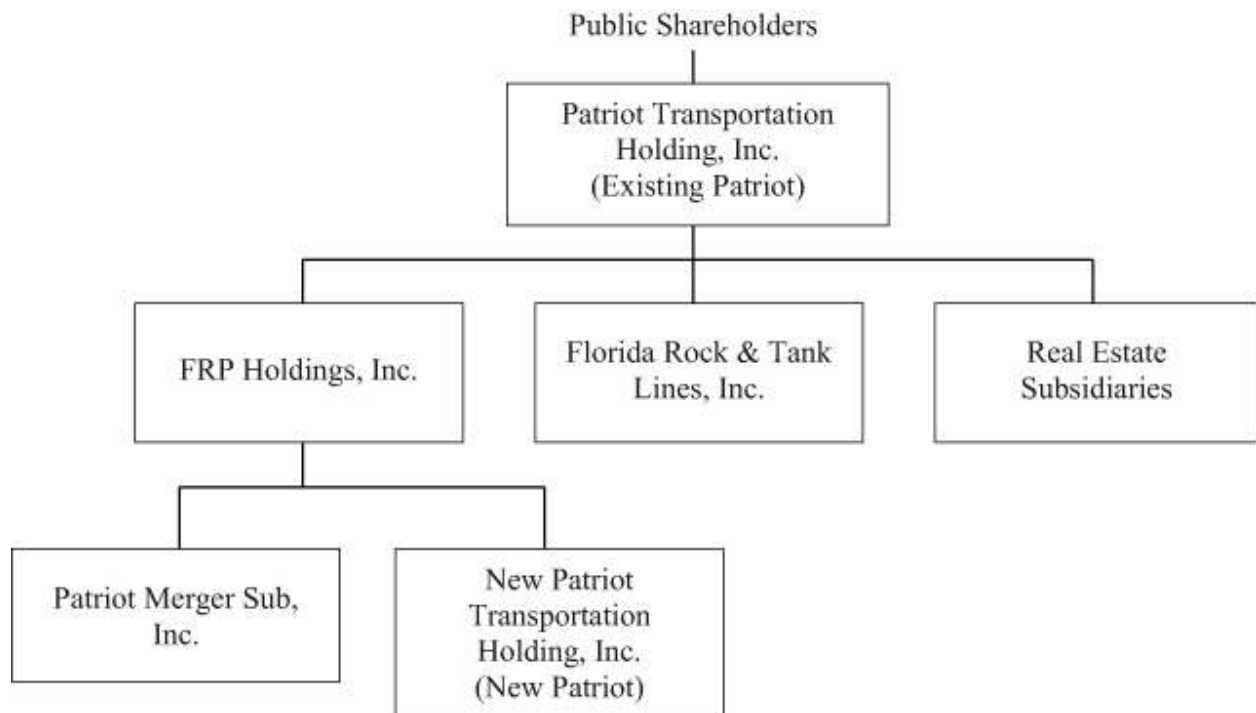 Public Shareholders
Patriot Transportation
Holding, Inc.
(Existing Patriot)
FRP Holdings, Inc.
Florida Rock & Tank
Lines, Inc.
Real Estate
Subsidiaries
Patriot Merger Sub,
Inc.
New Patriot
Transportation
Holding, Inc.
(New Patriot)